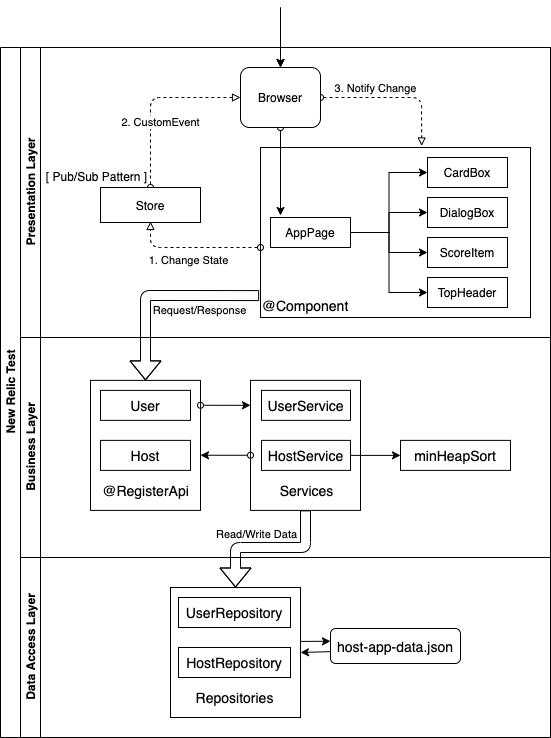 New Relic Test
Presentation Layer
Browser
3. Notify Change
2. CustomEvent
[ Pub/Sub Pattern ]
Store
1. Change State
AppPage
CardBox
DialogBox
ScoreItem
TopHeader
@Component
Request/Response
Business Layer
User
Host
@RegisterApi
UserService
HostService
Services
minHeapSort
Read/Write Data
Data Access Layer
UserRepository
HostRepository
Repositories
host-app-data.json